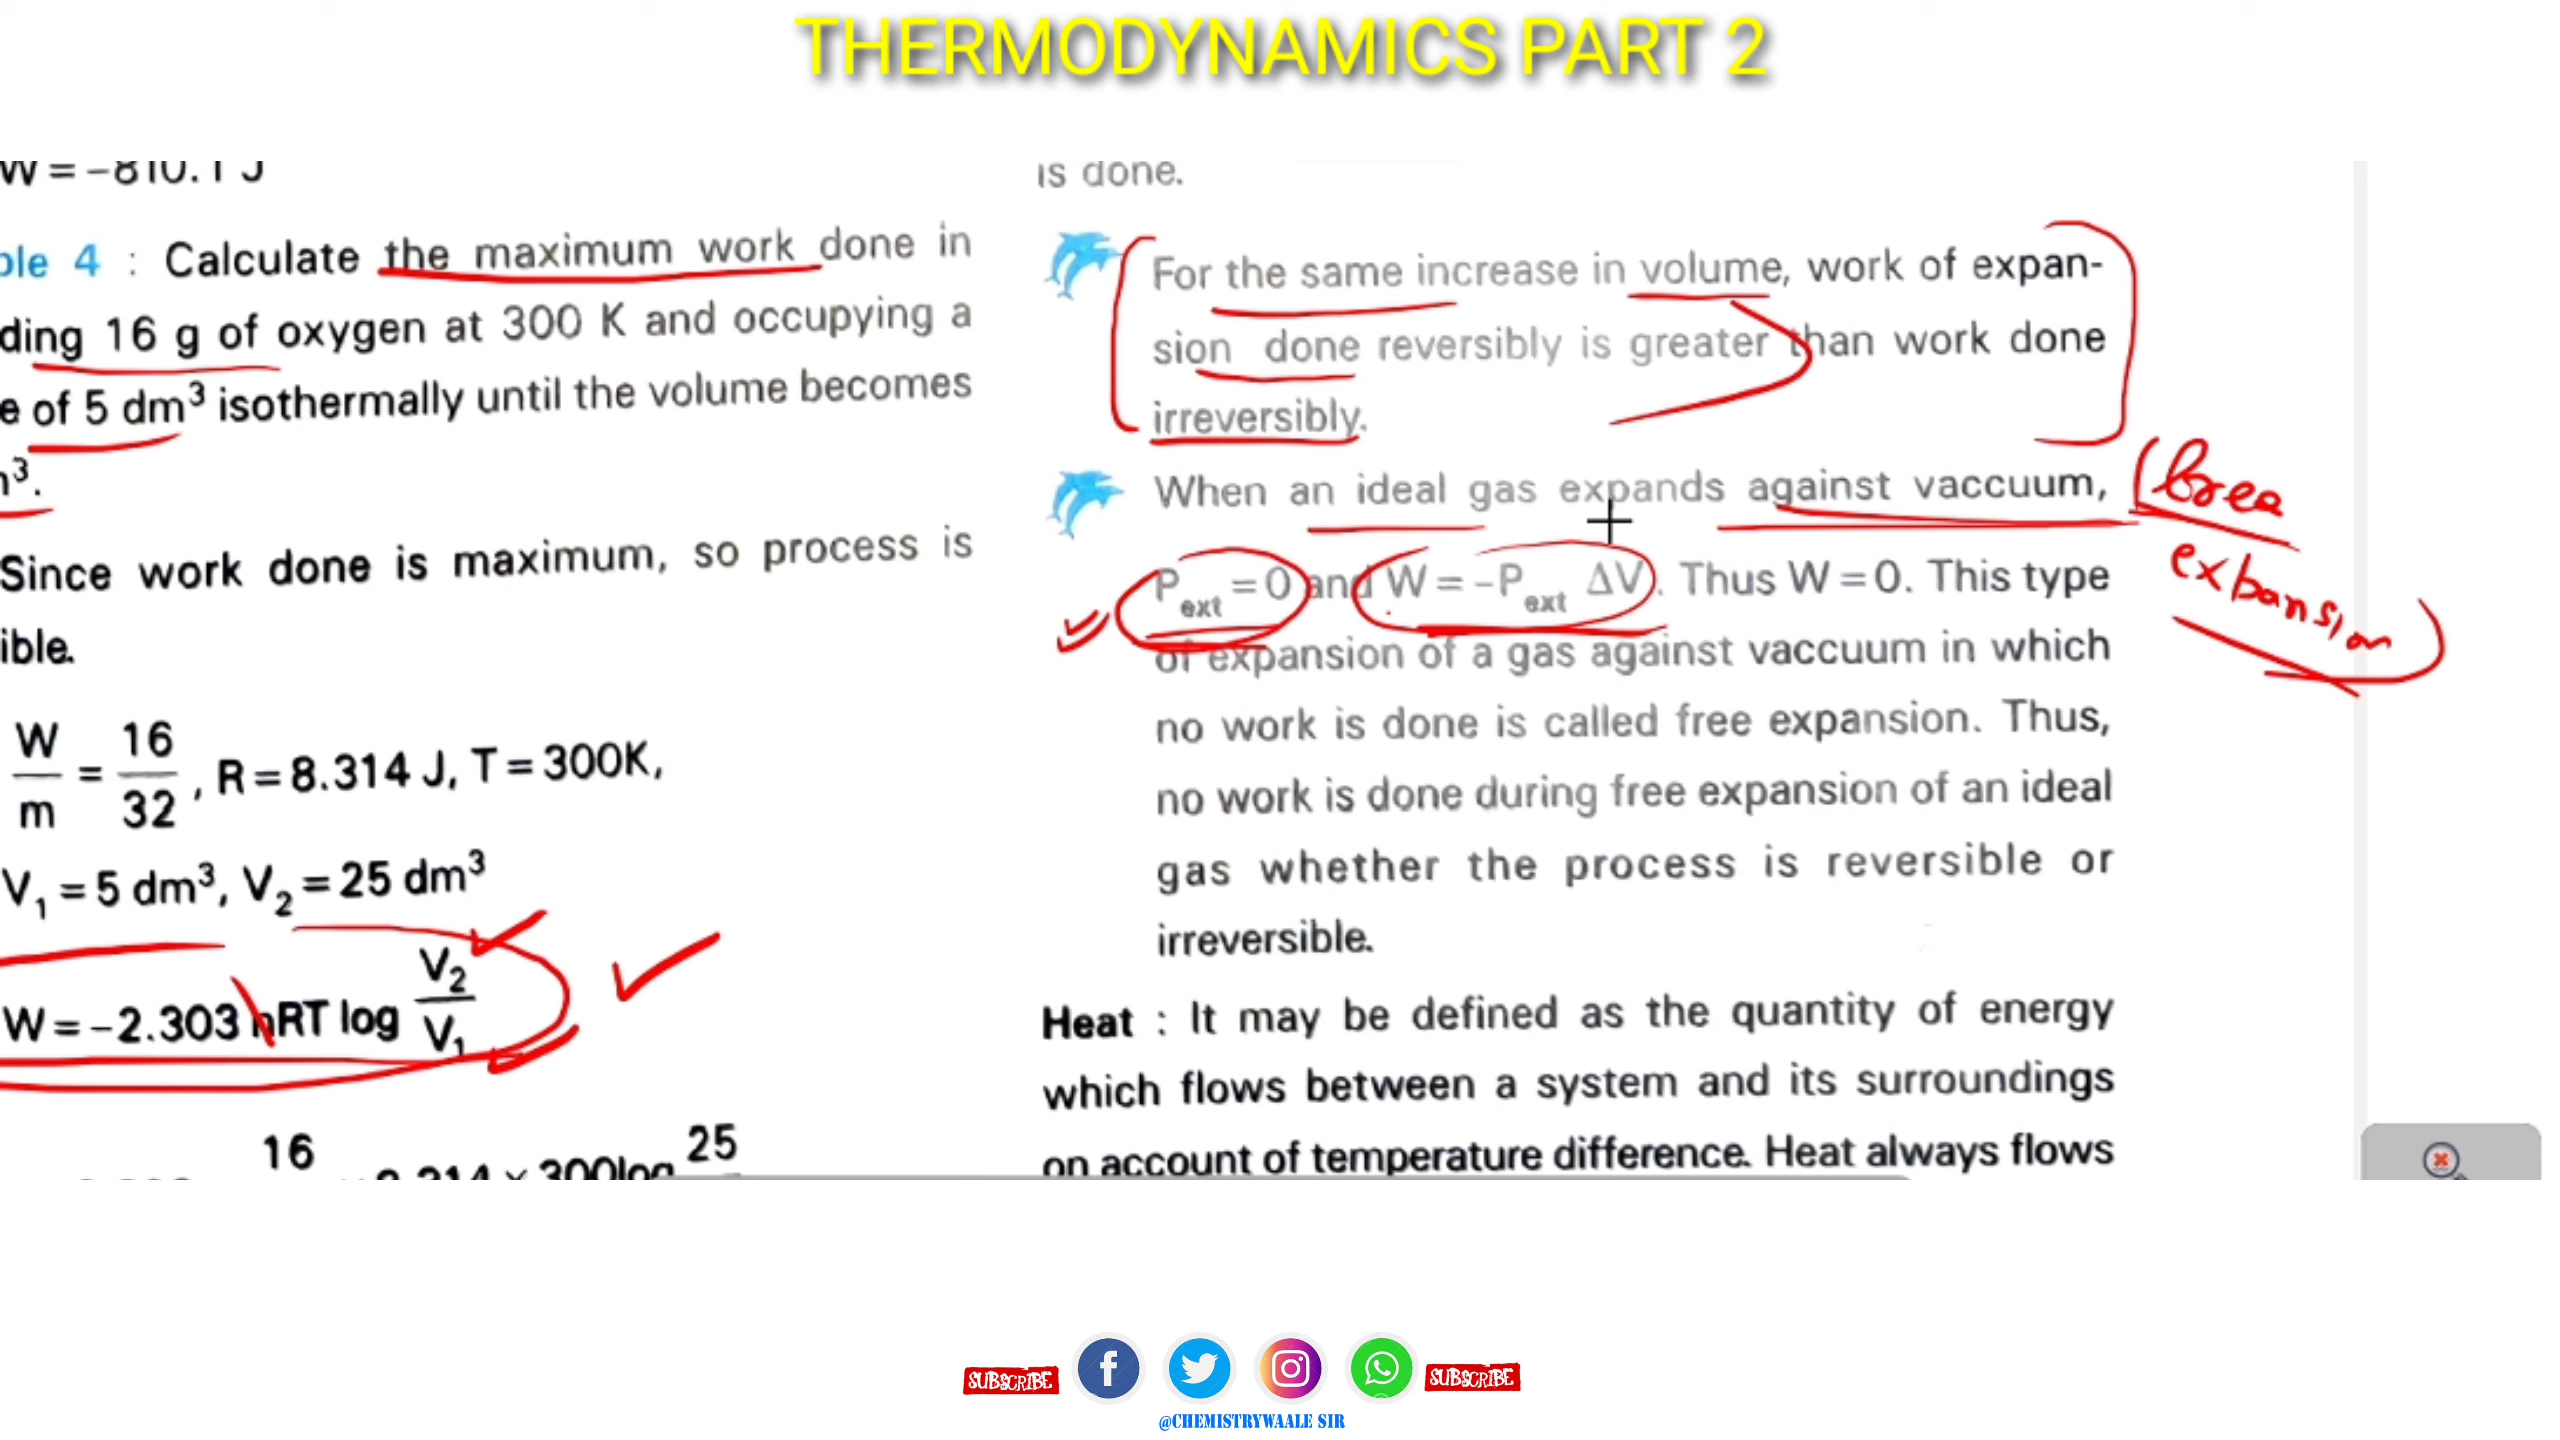 THERMODYNAMICS PART 2
W = -810.1 J
ble 4 : Calculate the maximum work done in
ding 16 g of oxygen at 300 K and occupying a
e of 5 dm³ isothermally until the volume becomes
m³.
Since work done is maximum, so process is
ible.
W/m = 16/32, R = 8.314 J, T = 300K,
V₁ = 5 dm³, V₂ = 25 dm³
W = -2.303 nRT log V₂/V₁
16 25
314 × 300log
is done.
For the same increase in volume, work of expan-
sion done reversibly is greater than work done
irreversibly.
When an ideal gas expands against vaccuum,
(free
expansion)
P_ext = 0 and W = -P_ext ΔV. Thus W = 0. This type
of expansion of a gas against vaccuum in which
no work is done is called free expansion. Thus,
no work is done during free expansion of an ideal
gas whether the process is reversible or
irreversible.
Heat : It may be defined as the quantity of energy
which flows between a system and its surroundings
on account of temperature difference. Heat always flows
SUBSCRIBE
SUBSCRIBE
@CHEMISTRYWAALE SIR